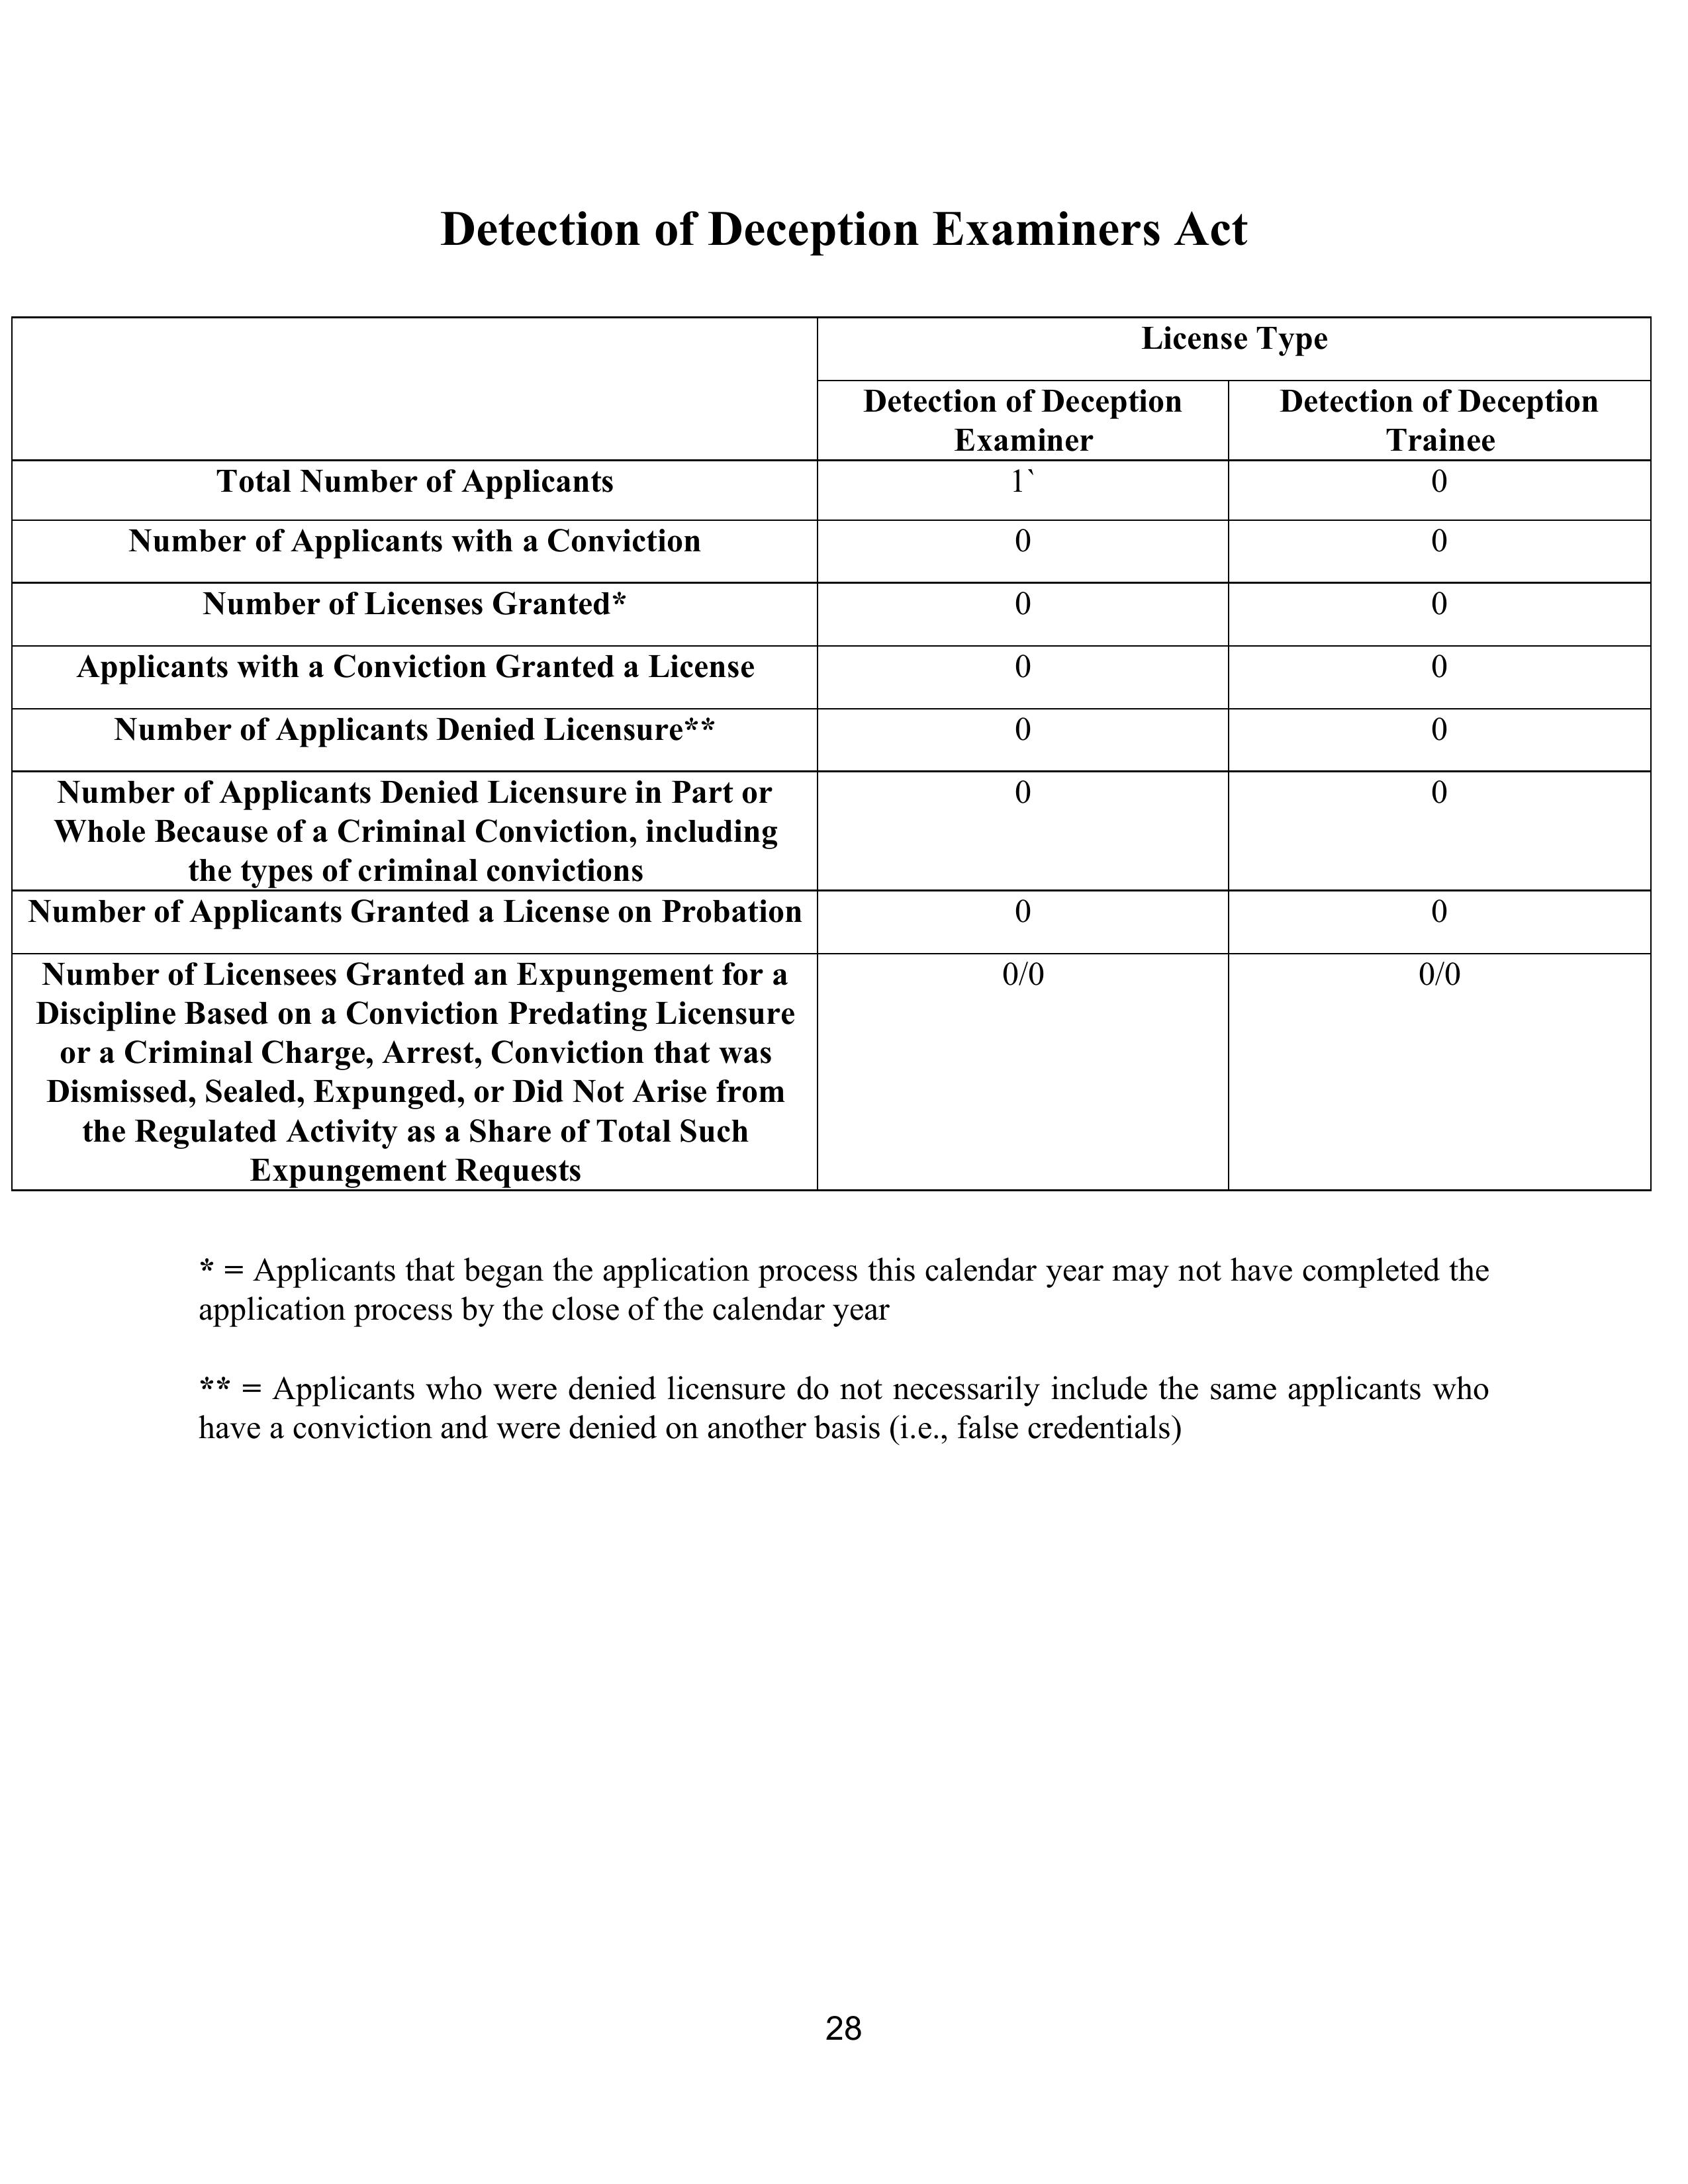 Detection of Deception Examiners Act
License Type
Detection of Deception
Examiner
Detection of Deception
Trainee
Total Number of Applicants
1`
0
Number of Applicants with a Conviction
0
0
Number of Licenses Granted*
0
0
Applicants with a Conviction Granted a License
0
0
Number of Applicants Denied Licensure**
0
0
Number of Applicants Denied Licensure in Part or
Whole Because of a Criminal Conviction, including
the types of criminal convictions
0
0
Number of Applicants Granted a License on Probation
0
0
Number of Licensees Granted an Expungement for a
Discipline Based on a Conviction Predating Licensure
or a Criminal Charge, Arrest, Conviction that was
Dismissed, Sealed, Expunged, or Did Not Arise from
the Regulated Activity as a Share of Total Such
Expungement Requests
0/0
0/0
* = Applicants that began the application process this calendar year may not have completed the
application process by the close of the calendar year
** = Applicants who were denied licensure do not necessarily include the same applicants who
have a conviction and were denied on another basis (i.e., false credentials)
28